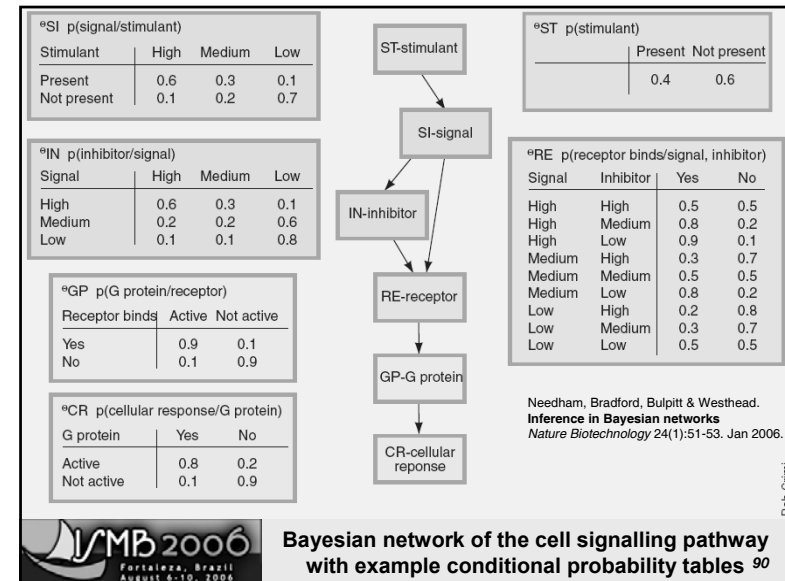 ᶿSI p(signal/stimulant)
Stimulant High Medium Low
Present 0.6 0.3 0.1
Not present 0.1 0.2 0.7
ᶿIN p(inhibitor/signal)
Signal High Medium Low
High 0.6 0.3 0.1
Medium 0.2 0.2 0.6
Low 0.1 0.1 0.8
ᶿGP p(G protein/receptor)
Receptor binds Active Not active
Yes 0.9 0.1
No 0.1 0.9
ᶿCR p(cellular response/G protein)
G protein Yes No
Active 0.8 0.2
Not active 0.1 0.9
ST-stimulant
SI-signal
IN-inhibitor
RE-receptor
GP-G protein
CR-cellular
reponse
ᶿST p(stimulant)
Present Not present
0.4 0.6
ᶿRE p(receptor binds/signal, inhibitor)
Signal Inhibitor Yes No
High High 0.5 0.5
High Medium 0.8 0.2
High Low 0.9 0.1
Medium High 0.3 0.7
Medium Medium 0.5 0.5
Medium Low 0.8 0.2
Low High 0.2 0.8
Low Medium 0.3 0.7
Low Low 0.5 0.5
Needham, Bradford, Bulpitt & Westhead.
Inference in Bayesian networks
Nature Biotechnology 24(1):51-53. Jan 2006.
ISMB 2006
Fortaleza, Brazil
August 6-10, 2006
Bayesian network of the cell signalling pathway
with example conditional probability tables 90